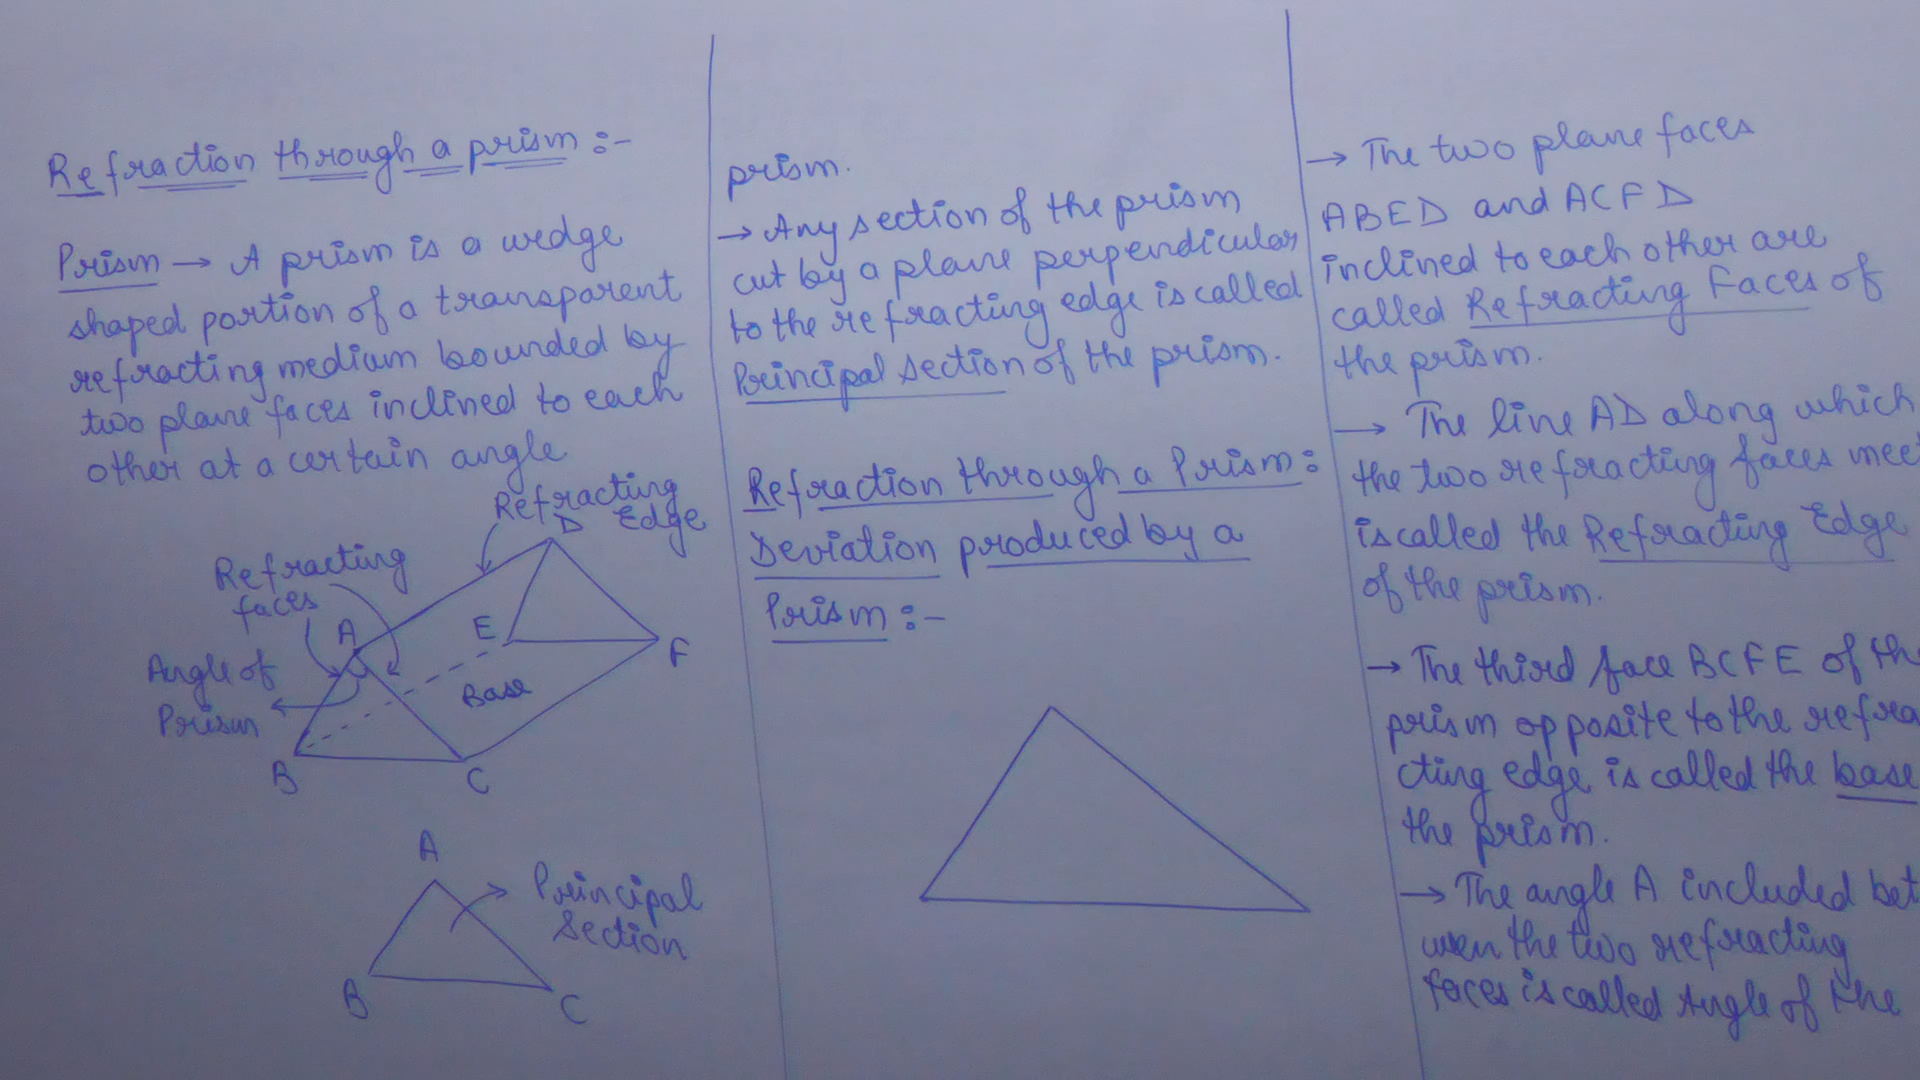 Refraction through a prism :-
Prism → A prism is a wedge
shaped portion of a transparent
refracting medium bounded by
two plane faces inclined to each
other at a certain angle
Refracting
Edge
D
Refracting
faces
A
E
F
Angle of
Prism
Base
B
C
A
Principal
Section
B
C
prism.
→ Any section of the prism
cut by a plane perpendicular
to the refracting edge is called
Principal section of the prism.
Refraction through a Prism :
Deviation produced by a
Prism :-
→ The two plane faces
ABED and ACFD
inclined to each other are
called Refracting Faces of
the prism.
→ The line AD along which
the two refracting faces meet
is called the Refracting Edge
of the prism.
→ The third face BCFE of th
prism opposite to the refra
cting edge is called the base
the prism.
→ The angle A included bet
ween the two refracting
faces is called Angle of the